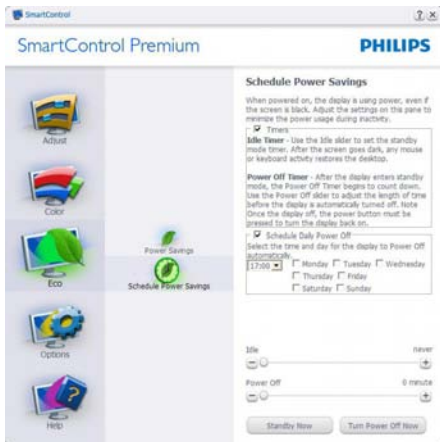 SmartControl
SmartControl Premium
PHILIPS
Adjust
Color
Eco
Options
Help
Power Savings
Schedule Power Savings
Schedule Power Savings
When powered on, the display is using power, even if
the screen is black. Adjust the settings on this pane to
minimize the power usage during inactivity.
Timers
Idle Timer - Use the Idle slider to set the standby
mode timer. After the screen goes dark, any mouse
or keyboard activity restores the desktop.
Power Off Timer - After the display enters standby
mode, the Power Off Timer begins to count down.
Use the Power Off slider to adjust the length of time
before the display is automatically turned off. Note
Once the display off, the power button must be
pressed to turn the display back on.
Schedule Daily Power Off
Select the time and day for the display to Power Off
automatically.
17:00 Monday Tuesday Wednesday
Thursday Friday
Saturday Sunday
Idle never
Power Off 0 minute
Standby Now Turn Power Off Now